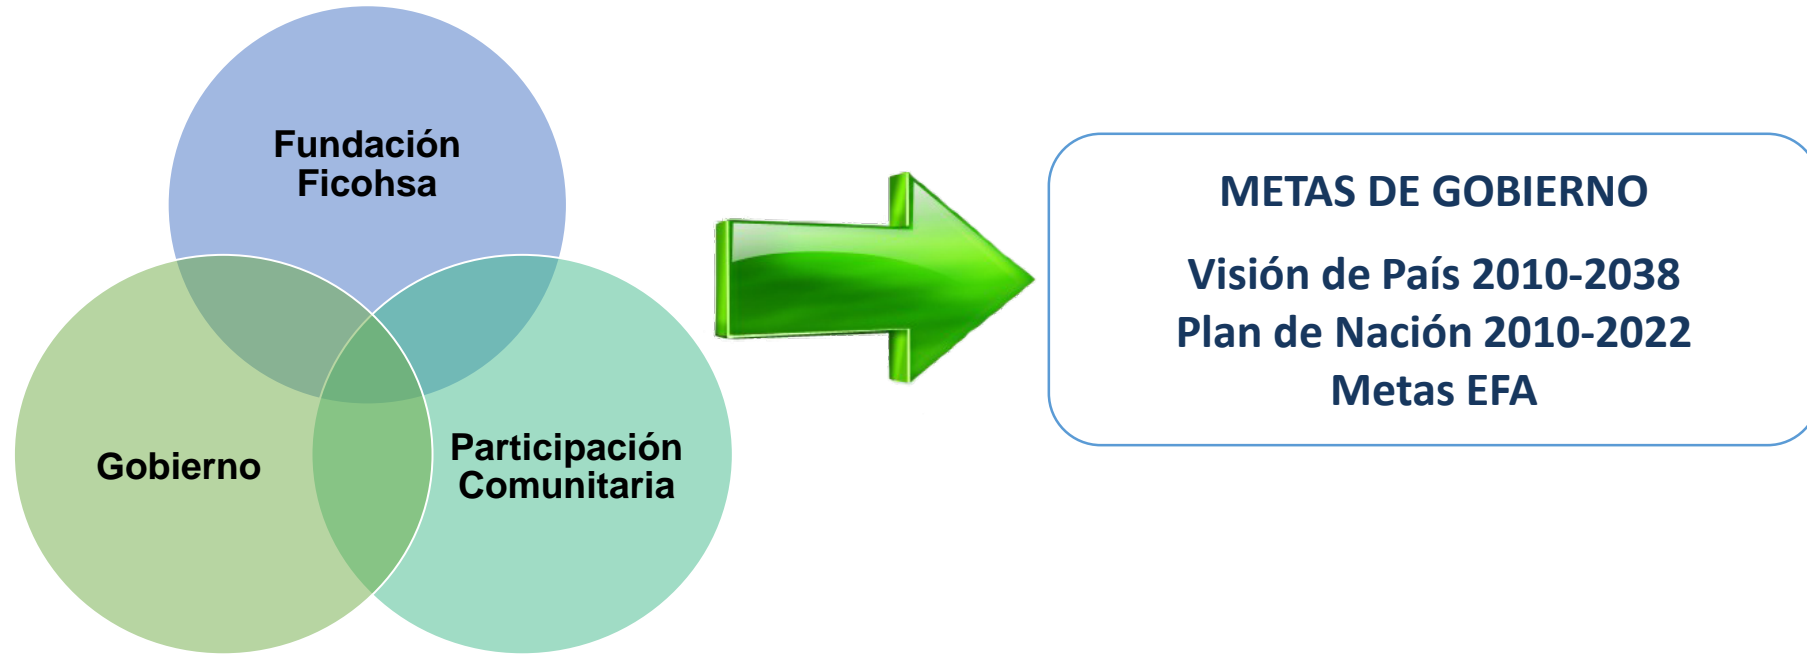 Fundación
Ficohsa
Gobierno
Participación
Comunitaria
METAS DE GOBIERNO
Visión de País 2010-2038
Plan de Nación 2010-2022
Metas EFA